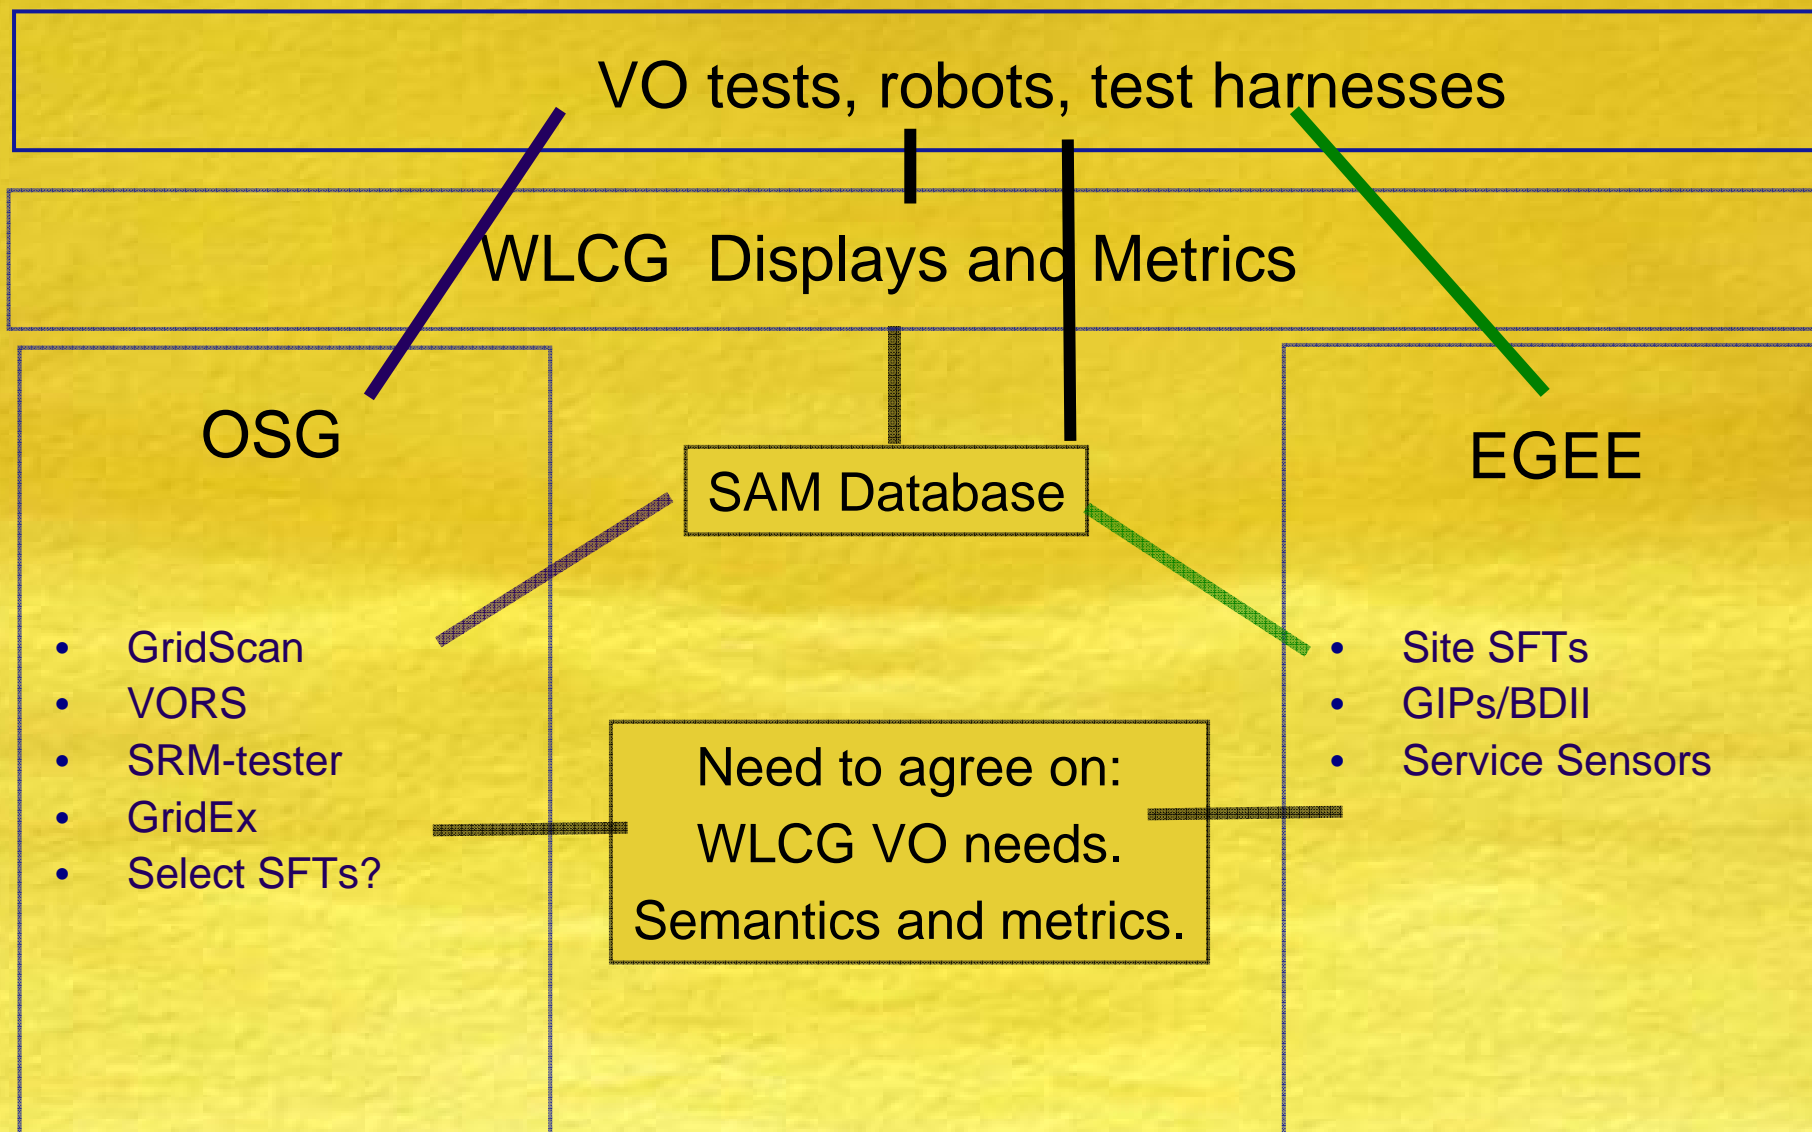 VO tests, robots, test harnesses
WLCG Displays and Metrics
OSG
• GridScan
• VORS
• SRM-tester
• GridEx
• Select SFTs?
SAM Database
Need to agree on:
WLCG VO needs.
Semantics and metrics.
EGEE
• Site SFTs
• GIPs/BDII
• Service Sensors